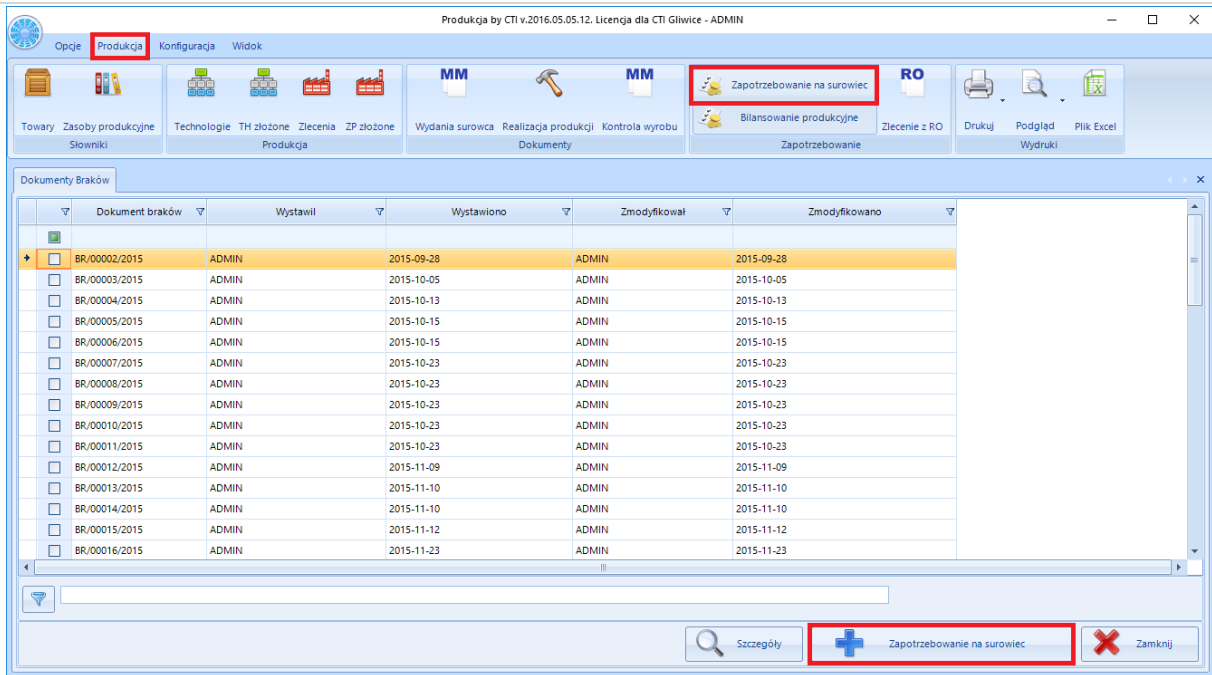 Produkcja by CTI v.2016.05.05.12. Licencja dla CTI Gliwice - ADMIN
Opcje Produkcja Konfiguracja Widok
MM MM Zapotrzebowanie na surowiec RO
Bilansowanie produkcyjne
Towary Zasoby produkcyjne Technologie TH złożone Zlecenia ZP złożone Wydania surowca Realizacja produkcji Kontrola wyrobu Zlecenie z RO Drukuj Podgląd Plik Excel
Słowniki Produkcja Dokumenty Zapotrzebowanie Wydruki
Dokumenty Braków
Dokument braków Wystawił Wystawiono Zmodyfikował Zmodyfikowano
BR/00002/2015 ADMIN 2015-09-28 ADMIN 2015-09-28
BR/00003/2015 ADMIN 2015-10-05 ADMIN 2015-10-05
BR/00004/2015 ADMIN 2015-10-13 ADMIN 2015-10-13
BR/00005/2015 ADMIN 2015-10-15 ADMIN 2015-10-15
BR/00006/2015 ADMIN 2015-10-15 ADMIN 2015-10-15
BR/00007/2015 ADMIN 2015-10-23 ADMIN 2015-10-23
BR/00008/2015 ADMIN 2015-10-23 ADMIN 2015-10-23
BR/00009/2015 ADMIN 2015-10-23 ADMIN 2015-10-23
BR/00010/2015 ADMIN 2015-10-23 ADMIN 2015-10-23
BR/00011/2015 ADMIN 2015-10-23 ADMIN 2015-10-23
BR/00012/2015 ADMIN 2015-11-09 ADMIN 2015-11-09
BR/00013/2015 ADMIN 2015-11-10 ADMIN 2015-11-10
BR/00014/2015 ADMIN 2015-11-10 ADMIN 2015-11-10
BR/00015/2015 ADMIN 2015-11-12 ADMIN 2015-11-12
BR/00016/2015 ADMIN 2015-11-23 ADMIN 2015-11-23
Szczegóły Zapotrzebowanie na surowiec Zamknij